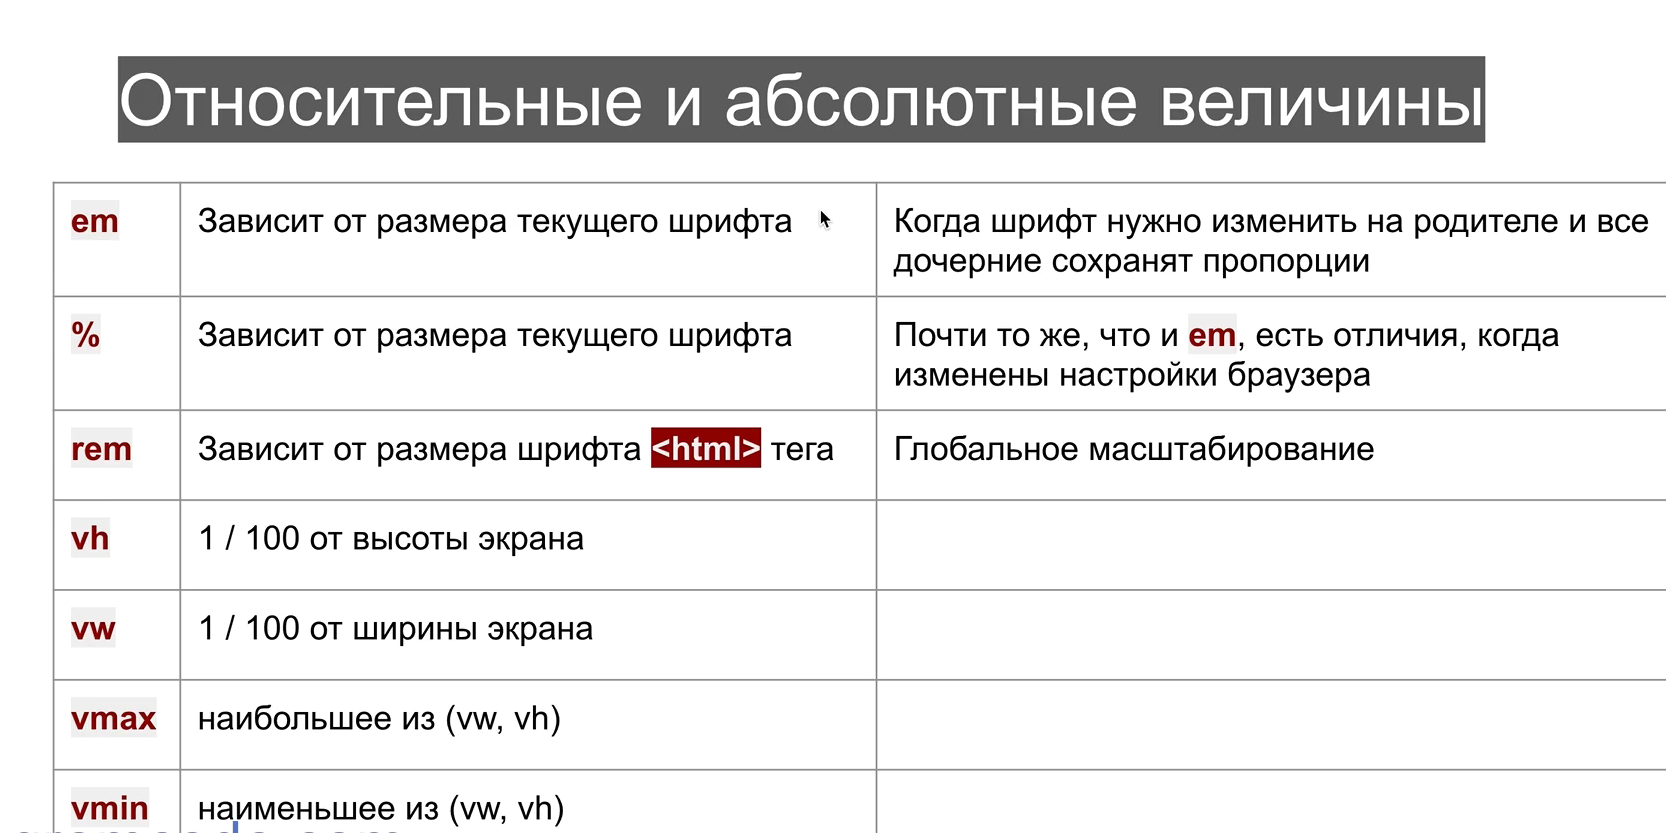 Относительные и абсолютные величины
em Зависит от размера текущего шрифта Когда шрифт нужно изменить на родителе и все
дочерние сохранят пропорции
% Зависит от размера текущего шрифта Почти то же, что и em, есть отличия, когда
изменены настройки браузера
rem Зависит от размера шрифта <html> тега Глобальное масштабирование
vh 1 / 100 от высоты экрана
vw 1 / 100 от ширины экрана
vmax наибольшее из (vw, vh)
vmin наименьшее из (vw, vh)